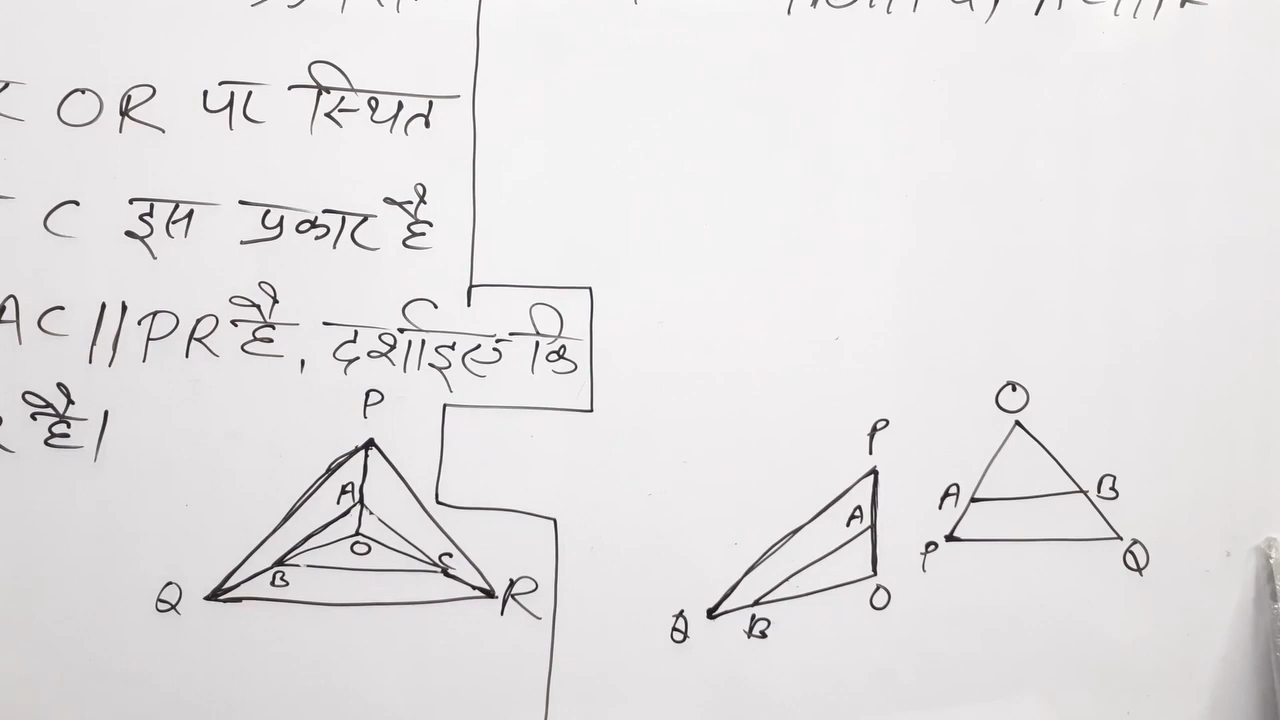 OR पर स्थित
C इस प्रकार है
AC || PR है, दर्शाइए कि
है।
P
A
O
B
C
Q
R
P
A
O
Q
B
O
A
B
P
Q